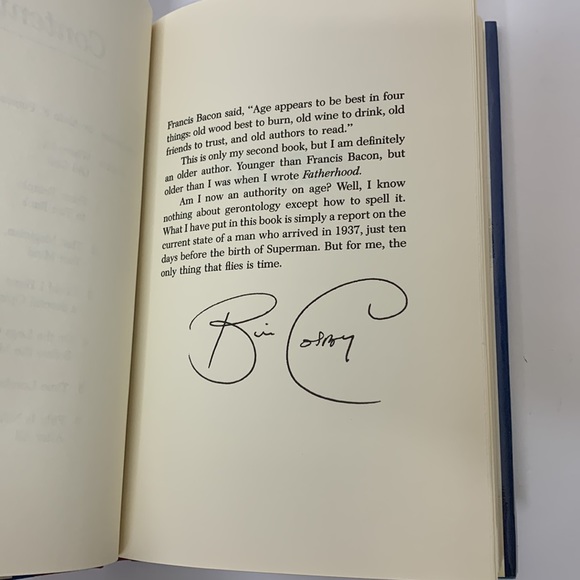 Francis Bacon said, "Age appears to be best in four
things: old wood best to burn, old wine to drink, old
friends to trust, and old authors to read."
This is only my second book, but I am definitely
an older author. Younger than Francis Bacon, but
older than I was when I wrote Fatherhood.
Am I now an authority on age? Well, I know
nothing about gerontology except how to spell it.
What I have put in this book is simply a report on the
current state of a man who arrived in 1937, just ten
days before the birth of Superman. But for me, the
only thing that flies is time.
Bill Cosby